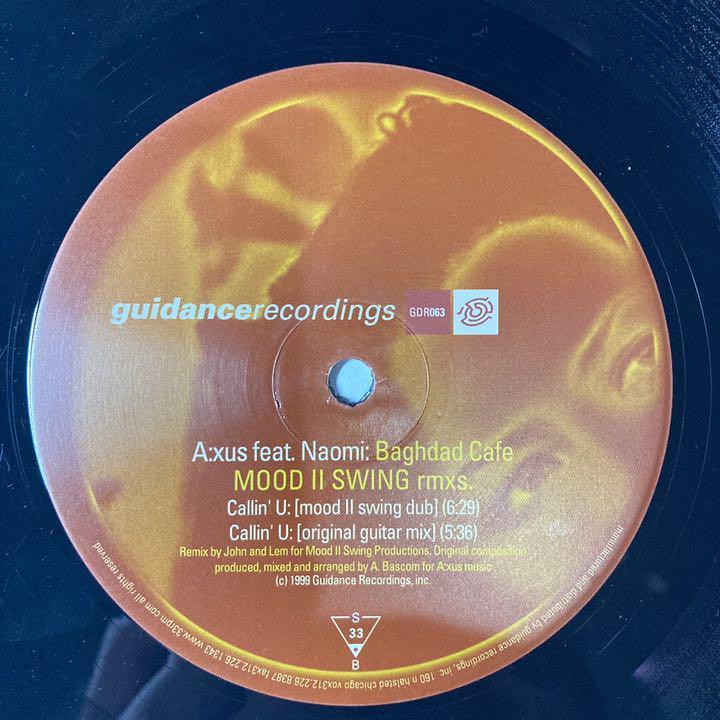 guidancerecordings GDR063
A:xus feat. Naomi: Baghdad Cafe
MOOD II SWING rmxs.
Callin' U: [mood II swing dub] (6:29)
Callin' U: [original guitar mix] (5:36)
Remix by John and Lem for Mood II Swing Productions. Original composition
produced, mixed and arranged by A. Bascom for A:xus music
(c) 1999 Guidance Recordings, inc.
S
33
B
manufactured and distributed by guidance recordings, inc. 160 n halsted chicago vox312.226.8387 fax312.226.1343 www.33rpm.com all rights reserved